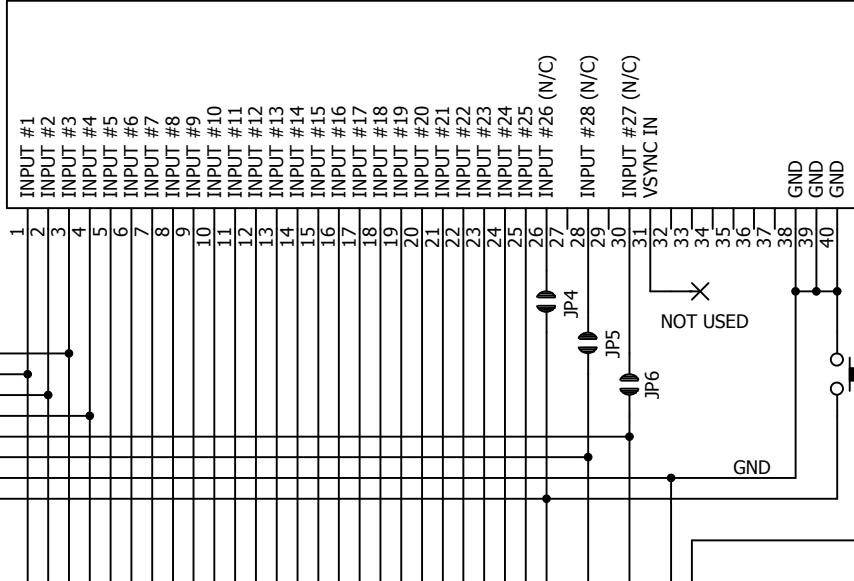 INPUT #1
INPUT #2
INPUT #3
INPUT #4
INPUT #5
INPUT #6
INPUT #7
INPUT #8
INPUT #9
INPUT #10
INPUT #11
INPUT #12
INPUT #13
INPUT #14
INPUT #15
INPUT #16
INPUT #17
INPUT #18
INPUT #19
INPUT #20
INPUT #21
INPUT #22
INPUT #23
INPUT #24
INPUT #25
INPUT #26 (N/C)
INPUT #28 (N/C)
INPUT #27 (N/C)
VSYNC IN
GND
GND
GND
1
2
3
4
5
6
7
8
9
10
11
12
13
14
15
16
17
18
19
20
21
22
23
24
25
26
27
28
29
30
31
32
33
34
35
36
37
38
39
40
JP4
JP5
JP6
NOT USED
GND